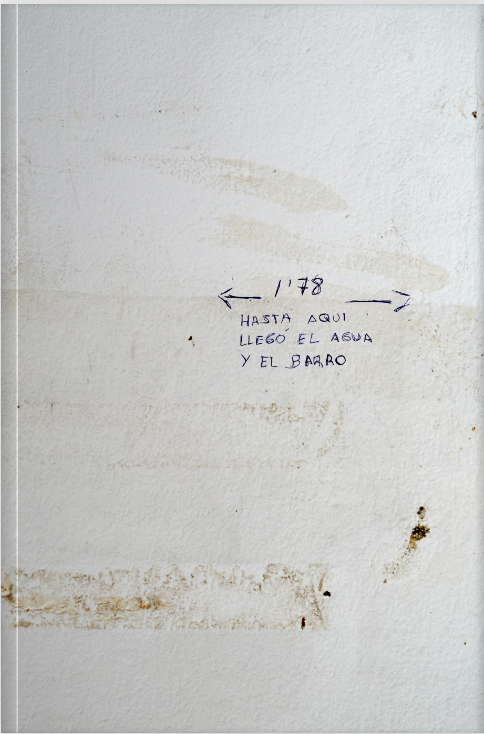 1'78
HASTA AQUI
LLEGÓ EL AGUA
Y EL BARRO